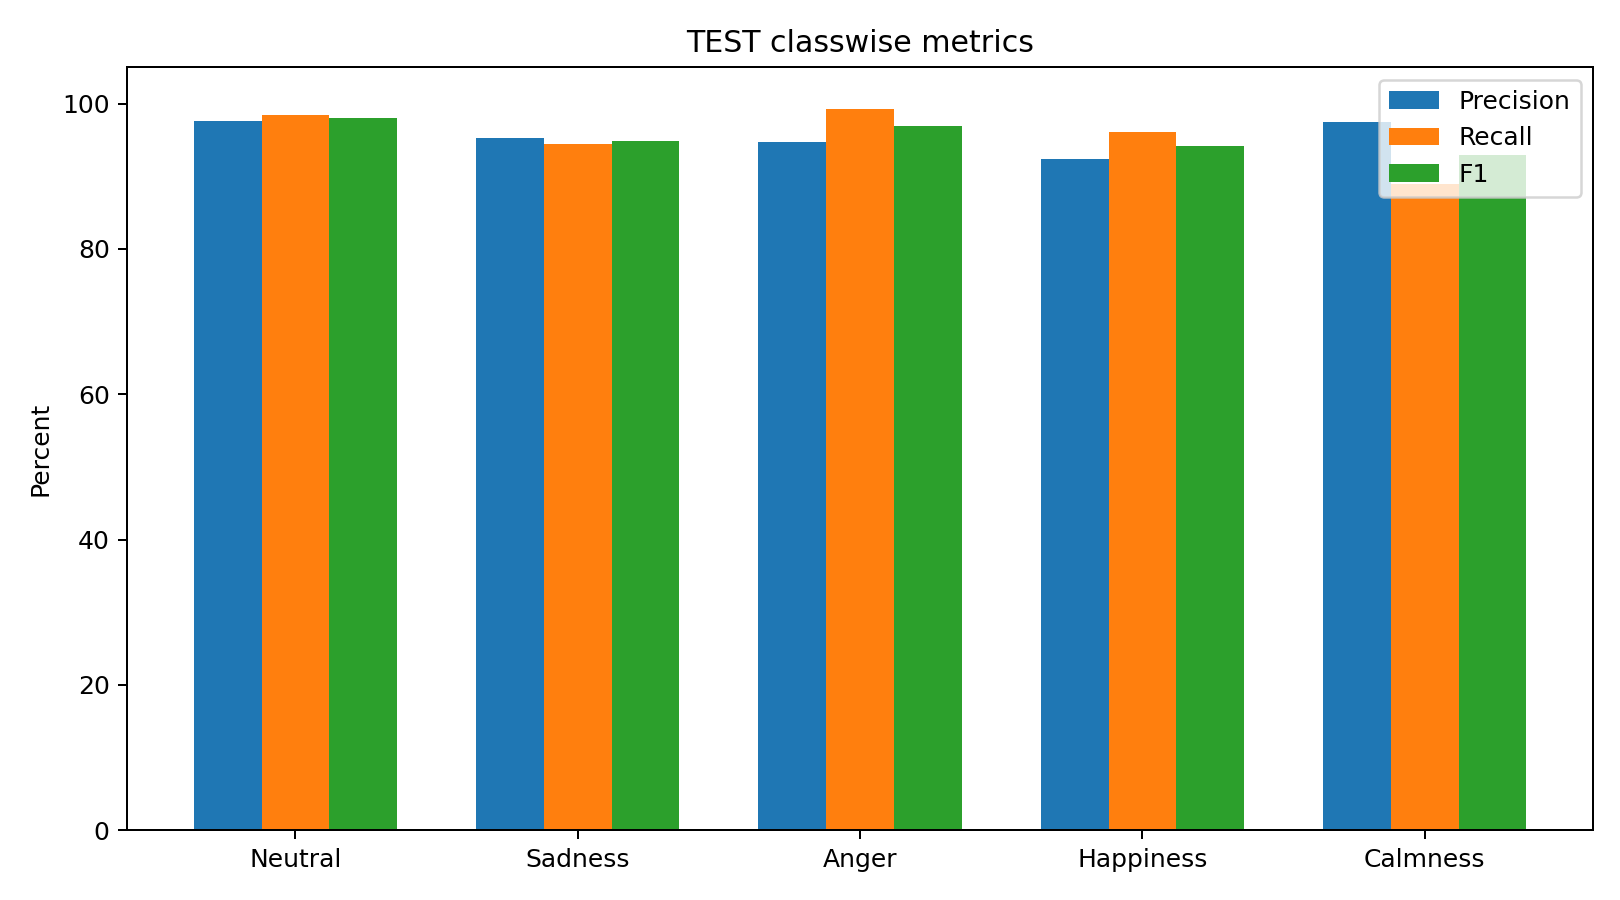 TEST classwise metrics
Precision
Recall
F1
100
80
60
40
20
0
Percent
Neutral
Sadness
Anger
Happiness
Calmness